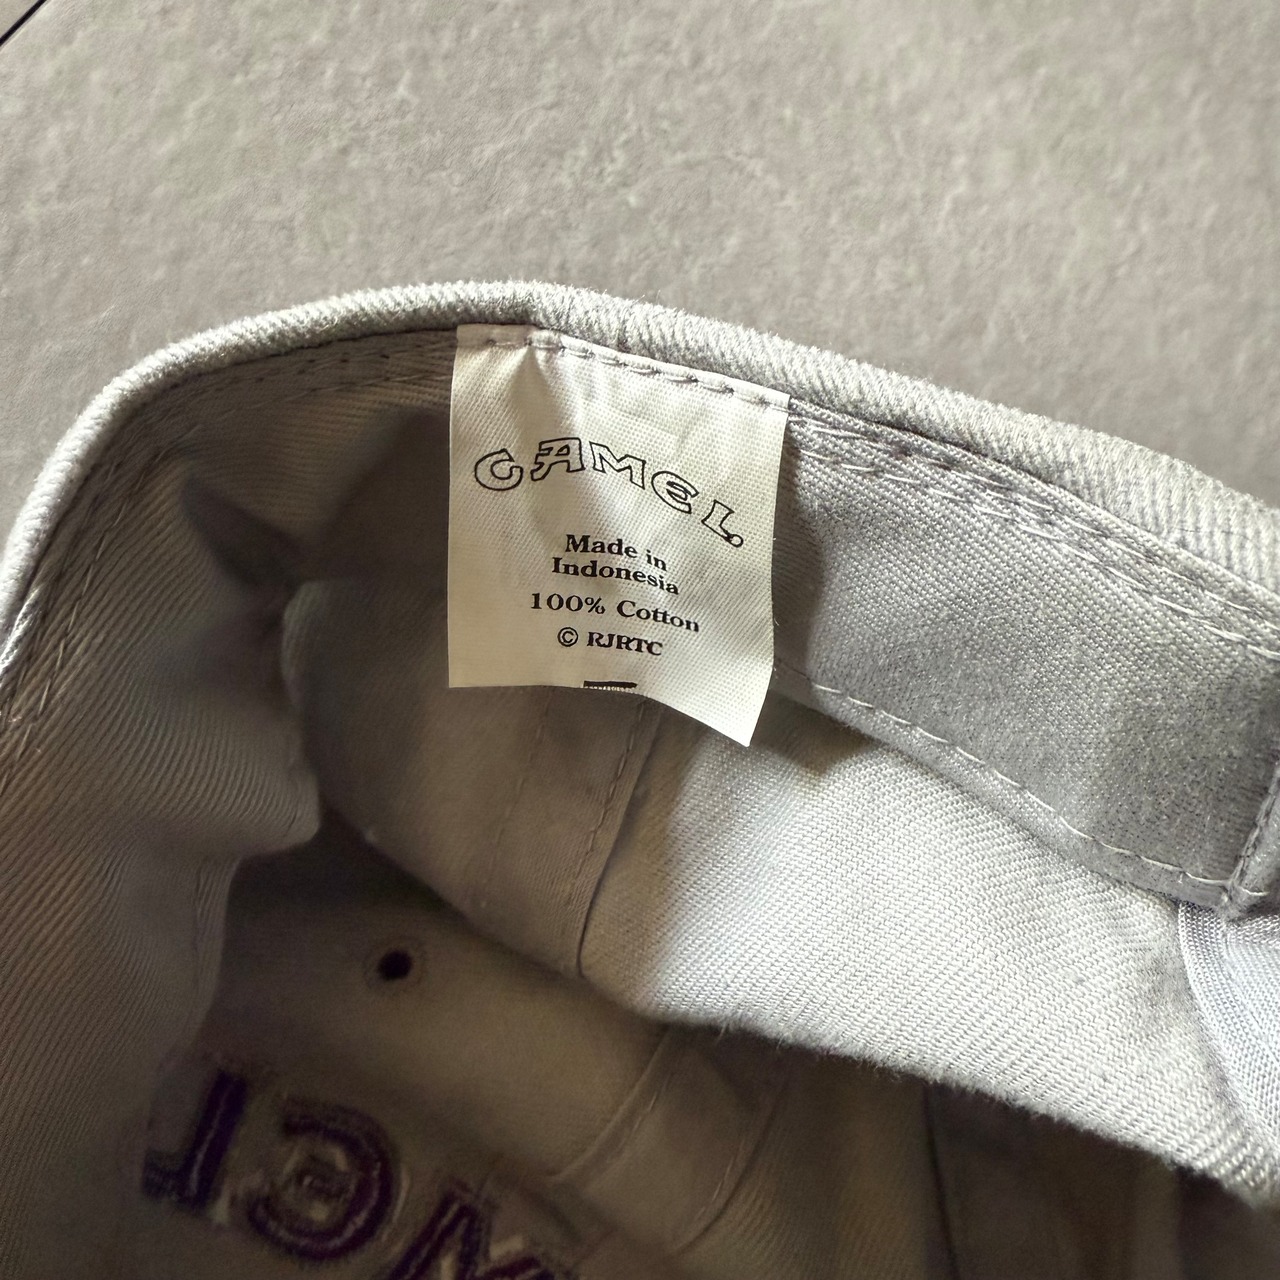 CAMEL
Made in
Indonesia
100% Cotton
© RJRTC